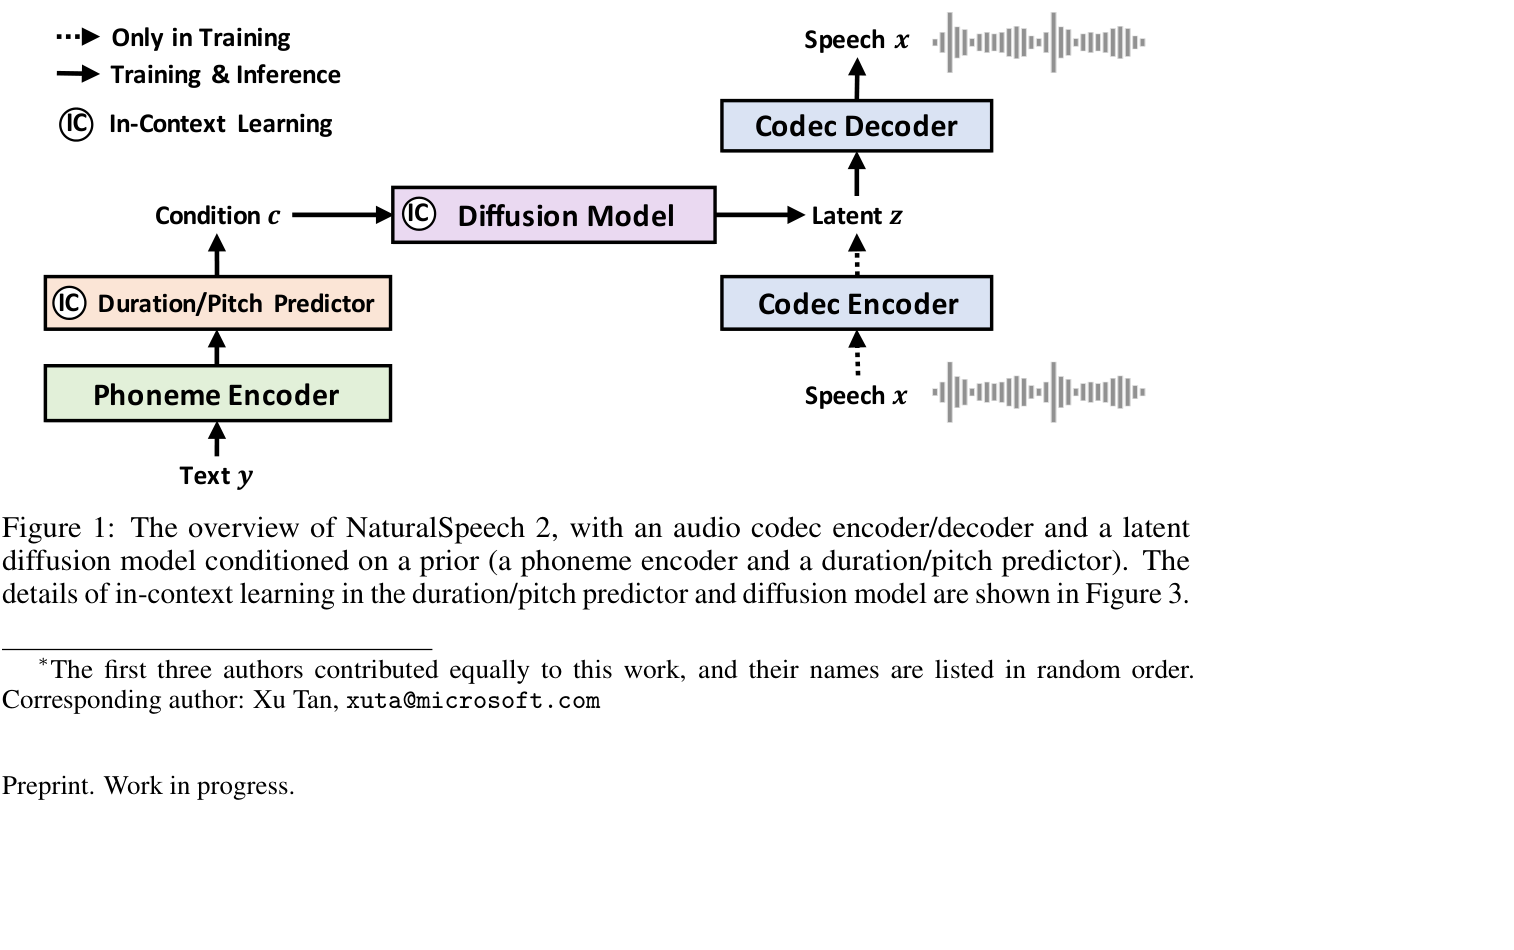 Only in Training
Training & Inference
IC In-Context Learning
Speech x
Codec Decoder
Condition c
IC Diffusion Model
Latent z
IC Duration/Pitch Predictor
Codec Encoder
Phoneme Encoder
Speech x
Text y
Figure 1: The overview of NaturalSpeech 2, with an audio codec encoder/decoder and a latent
diffusion model conditioned on a prior (a phoneme encoder and a duration/pitch predictor). The
details of in-context learning in the duration/pitch predictor and diffusion model are shown in Figure 3.
*The first three authors contributed equally to this work, and their names are listed in random order.
Corresponding author: Xu Tan, xuta@microsoft.com
Preprint. Work in progress.